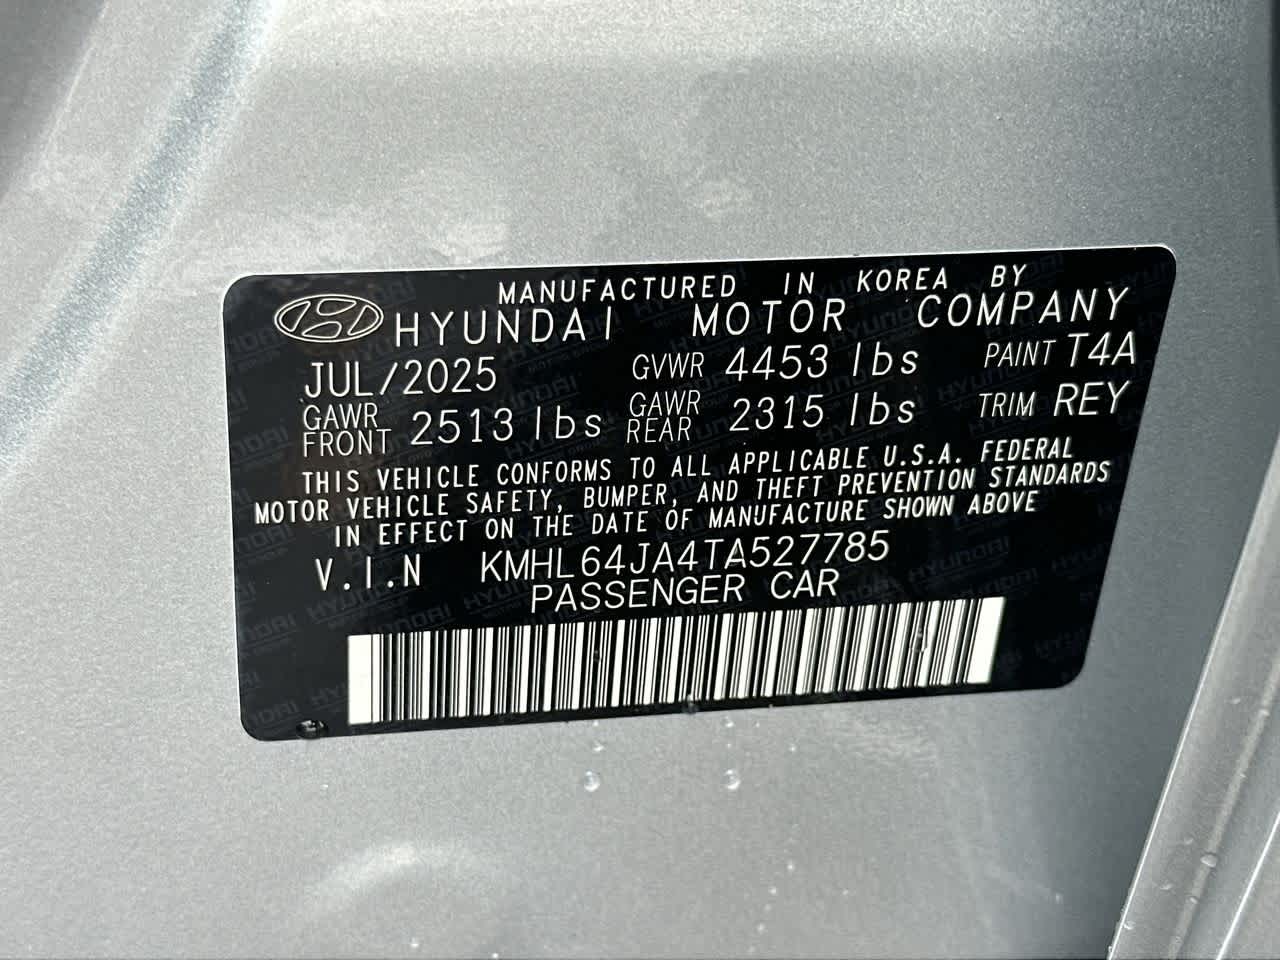 MANUFACTURED IN KOREA BY
HYUNDAI MOTOR COMPANY
JUL/2025 GVWR 4453 lbs PAINT T4A
GAWR FRONT 2513 lbs GAWR REAR 2315 lbs TRIM REY
THIS VEHICLE CONFORMS TO ALL APPLICABLE U.S.A. FEDERAL
MOTOR VEHICLE SAFETY, BUMPER, AND THEFT PREVENTION STANDARDS
IN EFFECT ON THE DATE OF MANUFACTURE SHOWN ABOVE
V.I.N KMHL64JA4TA527785
PASSENGER CAR